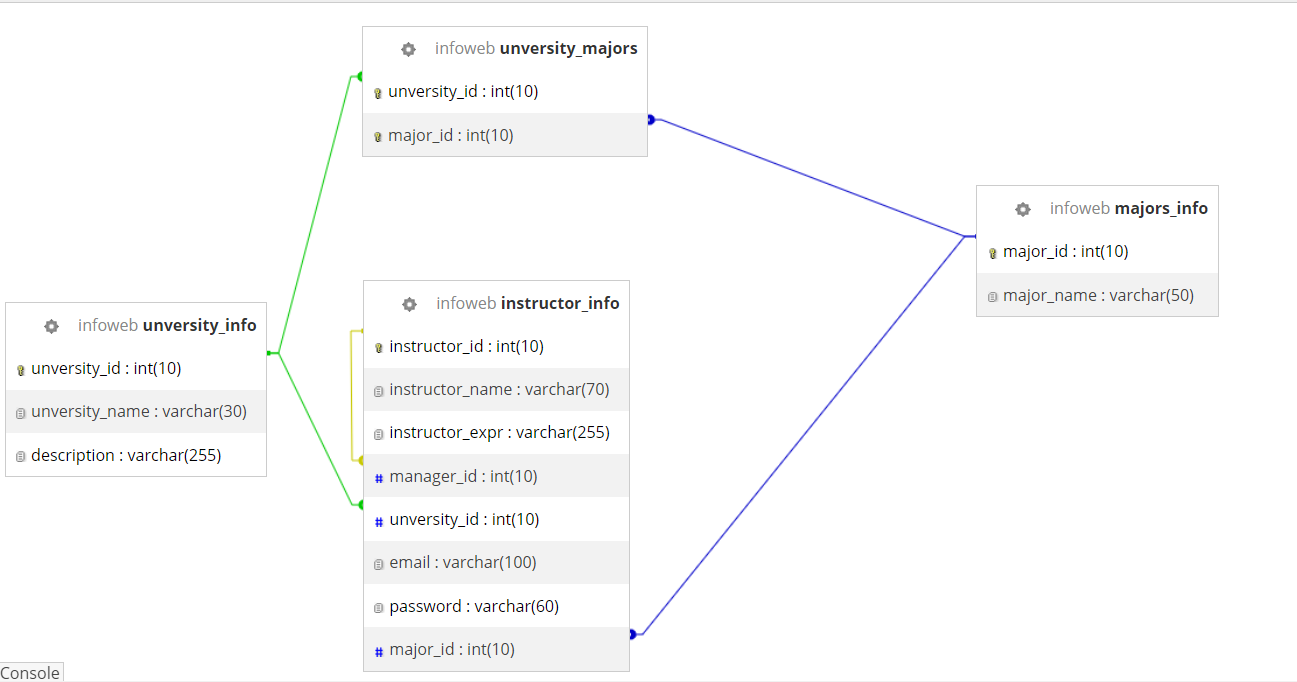 infoweb unversity_majors
unversity_id : int(10)
major_id : int(10)
infoweb majors_info
major_id : int(10)
major_name : varchar(50)
infoweb instructor_info
instructor_id : int(10)
instructor_name : varchar(70)
instructor_expr : varchar(255)
# manager_id : int(10)
# unversity_id : int(10)
email : varchar(100)
password : varchar(60)
# major_id : int(10)
infoweb unversity_info
unversity_id : int(10)
unversity_name : varchar(30)
description : varchar(255)
Console